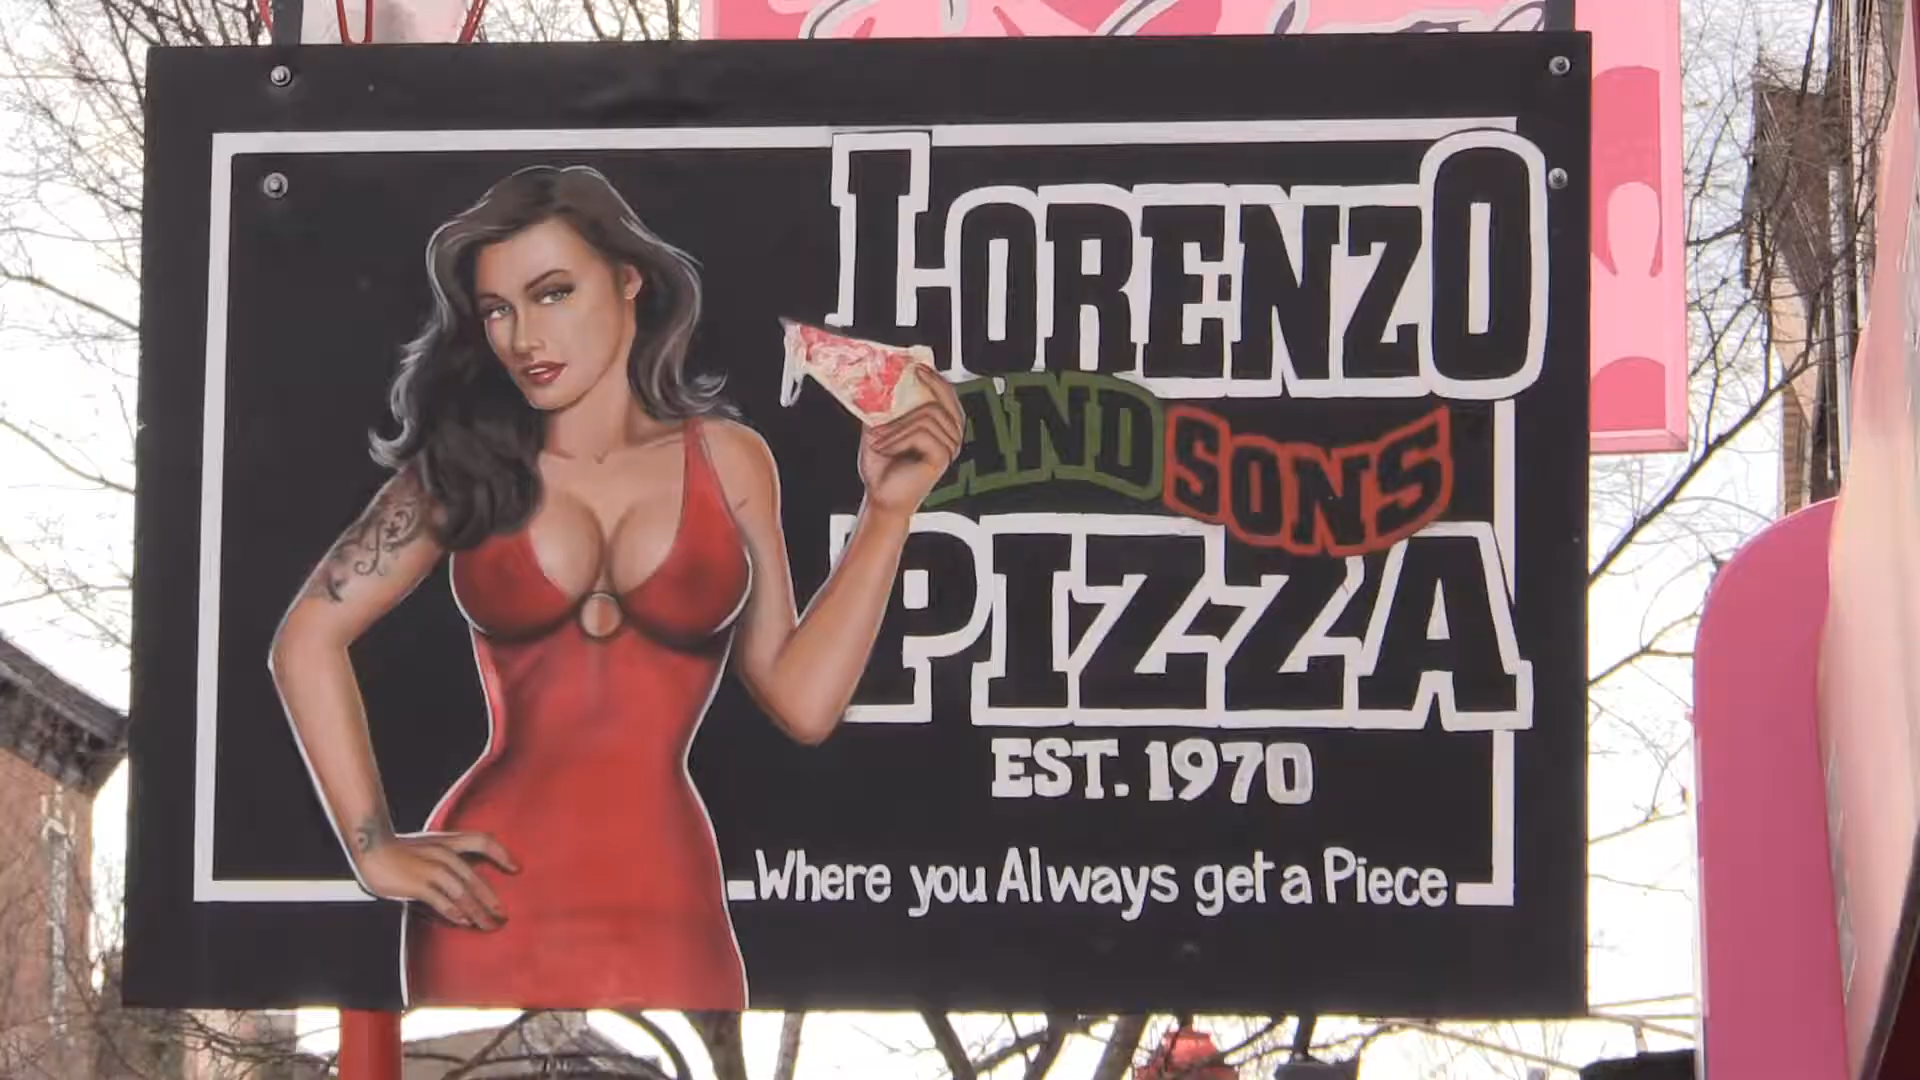 LORENZO
AND SONS
PIZZA
EST. 1970
Where you Always get a Piece